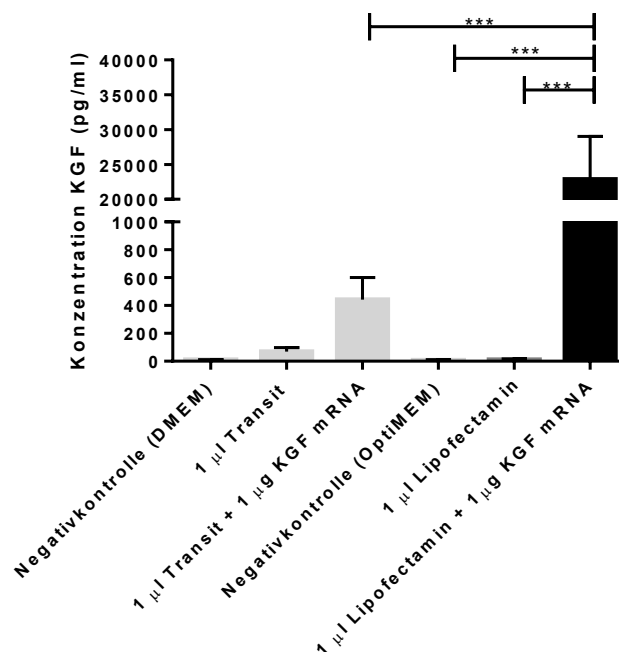 ***
***
***
Konzentration KGF (pg/ml)
40000
35000
30000
25000
20000
1000
800
600
400
200
0
Negativkontrolle (DMEM)
1 µl Transit
1 µl Transit + 1 µg KGF mRNA
Negativkontrolle (OptiMEM)
1 µl Lipofectamin
1 µl Lipofectamin + 1 µg KGF mRNA